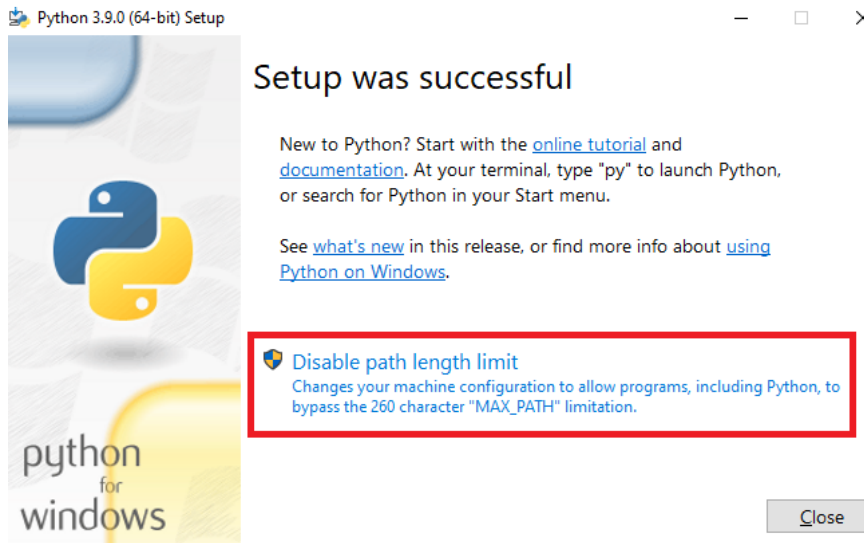 Python 3.9.0 (64-bit) Setup
Setup was successful
New to Python? Start with the online tutorial and
documentation. At your terminal, type "py" to launch Python,
or search for Python in your Start menu.
See what's new in this release, or find more info about using
Python on Windows.
Disable path length limit
Changes your machine configuration to allow programs, including Python, to
bypass the 260 character "MAX_PATH" limitation.
python
for
windows
Close